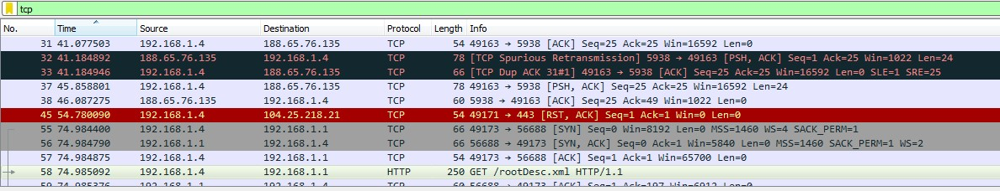 tcp
No. Time Source Destination Protocol Length Info
31 41.077503 192.168.1.4 188.65.76.135 TCP 54 49163 → 5938 [ACK] Seq=25 Ack=25 Win=16592 Len=0
32 41.184892 188.65.76.135 192.168.1.4 TCP 78 [TCP Spurious Retransmission] 5938 → 49163 [PSH, ACK] Seq=1 Ack=25 Win=1022 Len=24
33 41.184946 192.168.1.4 188.65.76.135 TCP 66 [TCP Dup ACK 31#1] 49163 → 5938 [ACK] Seq=25 Ack=25 Win=16592 Len=0 SLE=1 SRE=25
37 45.858801 192.168.1.4 188.65.76.135 TCP 78 49163 → 5938 [PSH, ACK] Seq=25 Ack=25 Win=16592 Len=24
38 46.087275 188.65.76.135 192.168.1.4 TCP 60 5938 → 49163 [ACK] Seq=25 Ack=49 Win=1022 Len=0
45 54.780090 192.168.1.4 104.25.218.21 TCP 54 49171 → 443 [RST, ACK] Seq=1 Ack=1 Win=0 Len=0
55 74.984400 192.168.1.4 192.168.1.1 TCP 66 49173 → 56688 [SYN] Seq=0 Win=8192 Len=0 MSS=1460 WS=4 SACK_PERM=1
56 74.984790 192.168.1.1 192.168.1.4 TCP 66 56688 → 49173 [SYN, ACK] Seq=0 Ack=1 Win=5840 Len=0 MSS=1460 SACK_PERM=1 WS=2
57 74.984875 192.168.1.4 192.168.1.1 TCP 54 49173 → 56688 [ACK] Seq=1 Ack=1 Win=65700 Len=0
58 74.985092 192.168.1.4 192.168.1.1 HTTP 250 GET /rootDesc.xml HTTP/1.1
59 74.985376 192.168.1.1 192.168.1.4 TCP 60 56688 → 49173 [ACK] Seq=1 Ack=197 Win=6912 Len=0